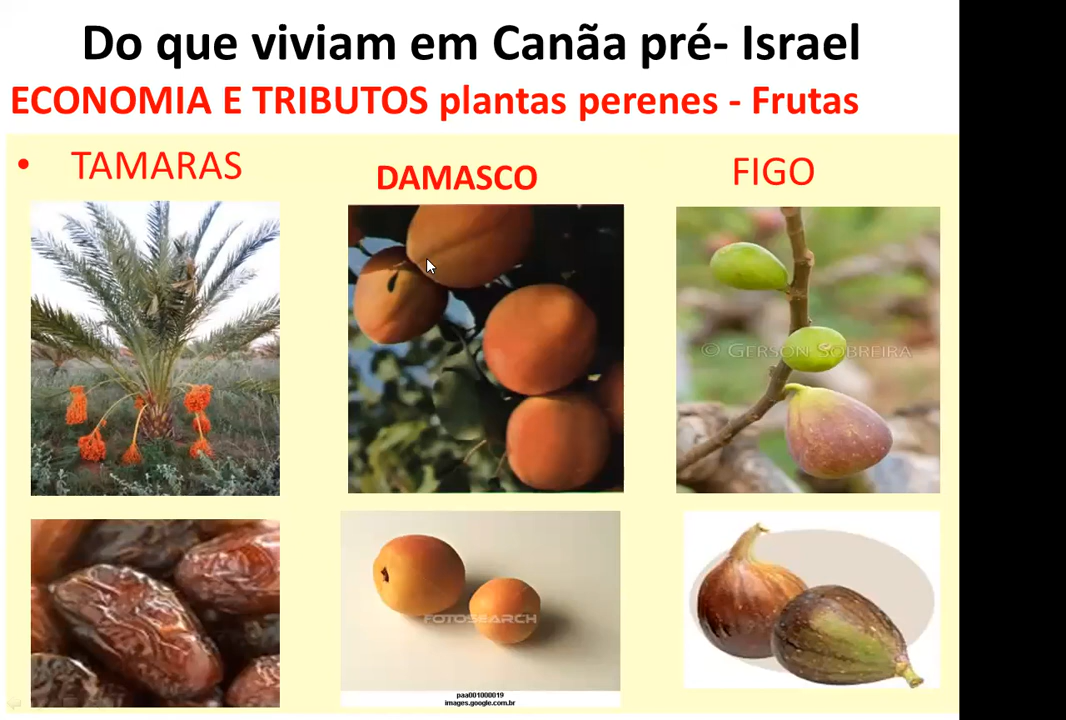 Do que viviam em Canãa pré- Israel
ECONOMIA E TRIBUTOS plantas perenes - Frutas
• TAMARAS
DAMASCO
FIGO
© GERSON SOBREIRA
FOTOSEARCH
paa001000019
images.google.com.br